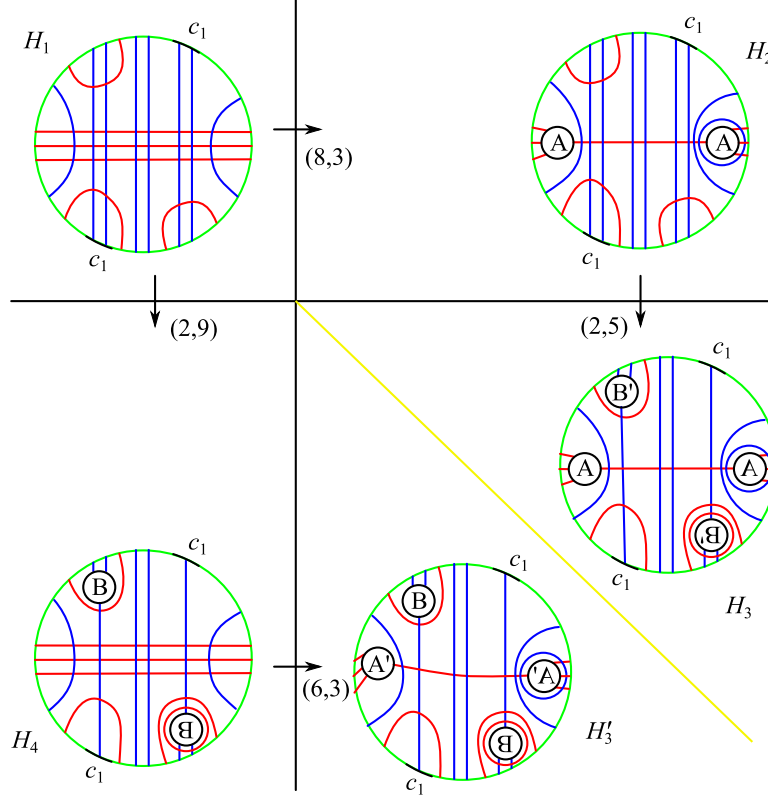 H₁ c₁ c₁ H₂
(8,3)
A A
c₁ c₁
(2,9) (2,5)
c₁
B'
A A
B'
c₁ c₁ c₁ H₃
B B
A' A'
(6,3)
H₄ B B H₃′
c₁ c₁